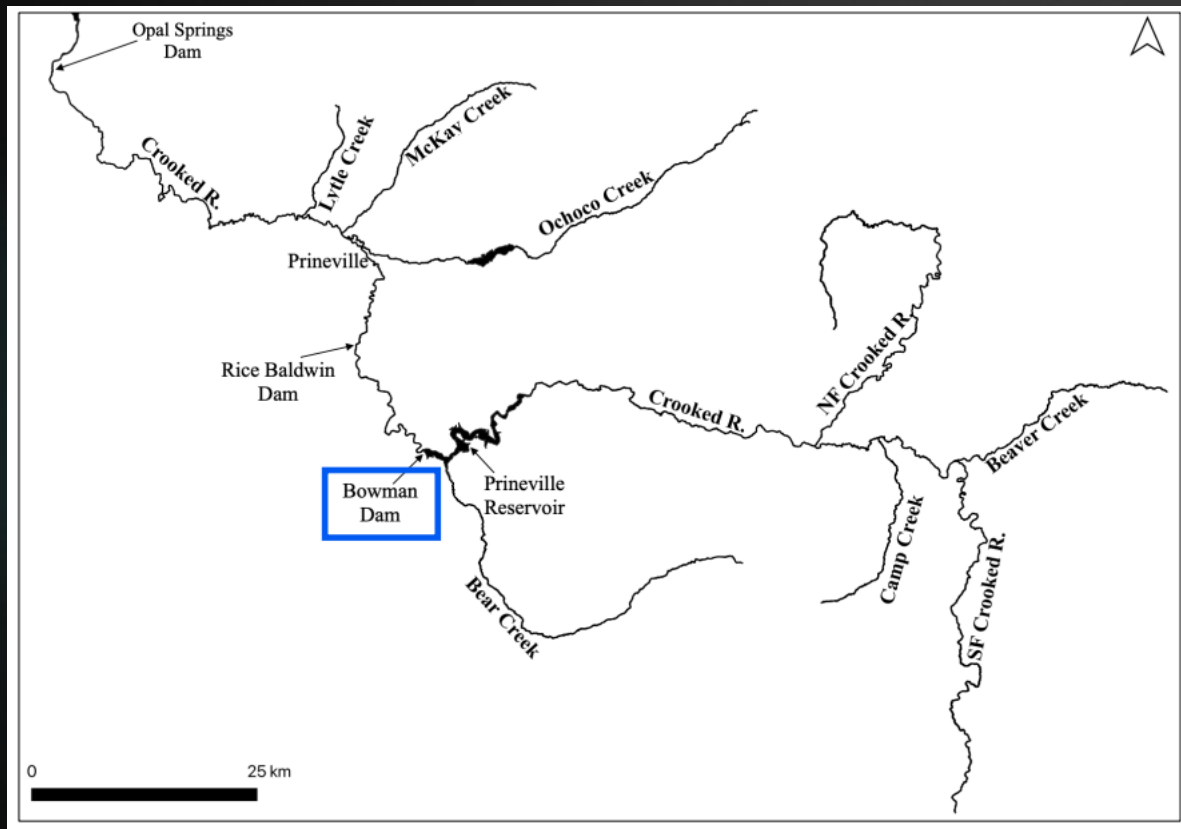 Opal Springs
Dam
Crooked R.
Lytle Creek
McKay Creek
Ochoco Creek
Prineville
Rice Baldwin
Dam
NF Crooked R.
Crooked R.
Beaver Creek
Bowman
Dam
Prineville
Reservoir
Camp Creek
SF Crooked R.
Bear Creek
0
25 km